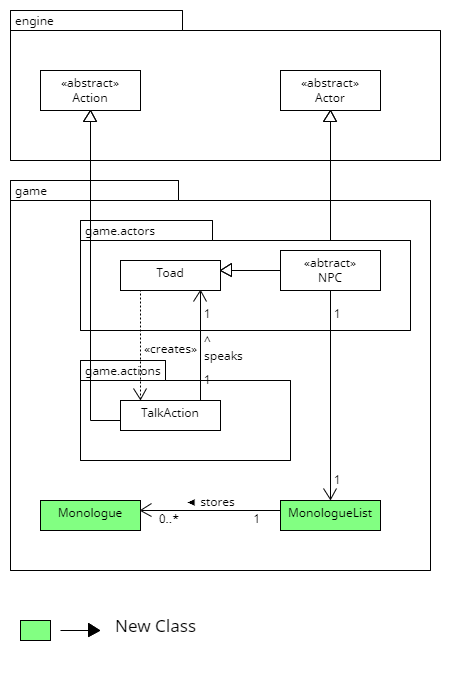 engine
«abstract»
Action
«abstract»
Actor
game
game.actors
Toad
«abtract»
NPC
1
1
^
«creates»
speaks
game.actions
1
TalkAction
1
◄ stores
Monologue
0..*
1
MonologueList
New Class